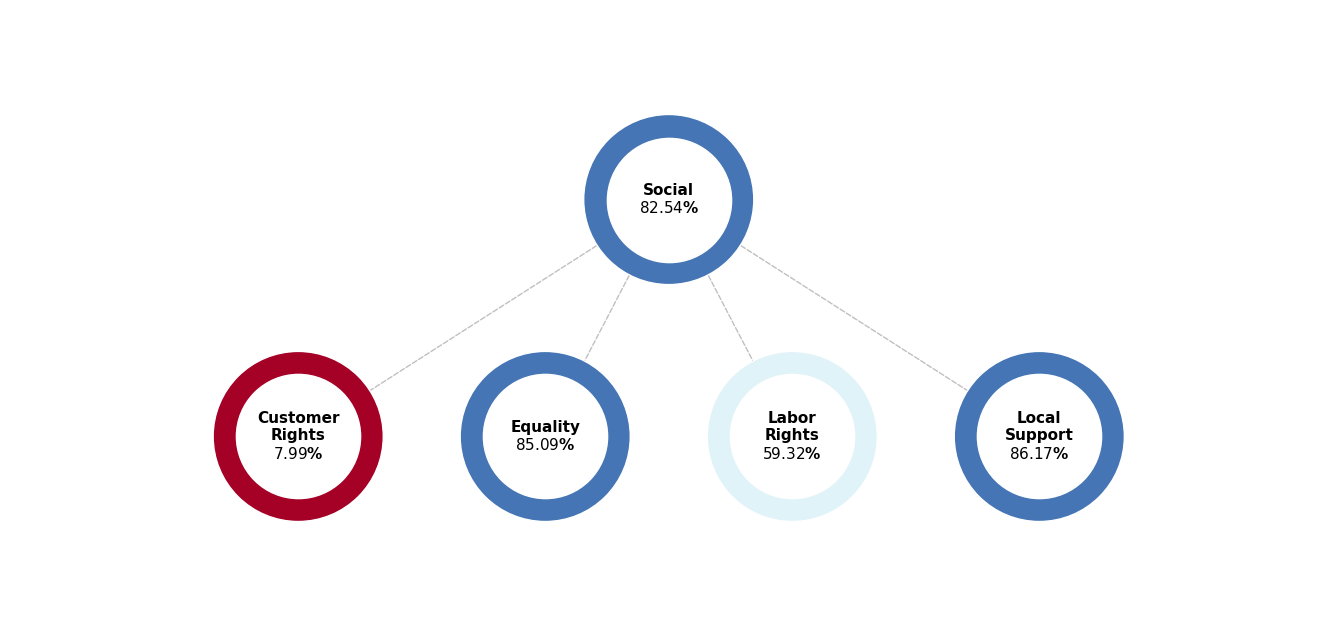 Social
82.54%
Customer
Rights
7.99%
Equality
85.09%
Labor
Rights
59.32%
Local
Support
86.17%